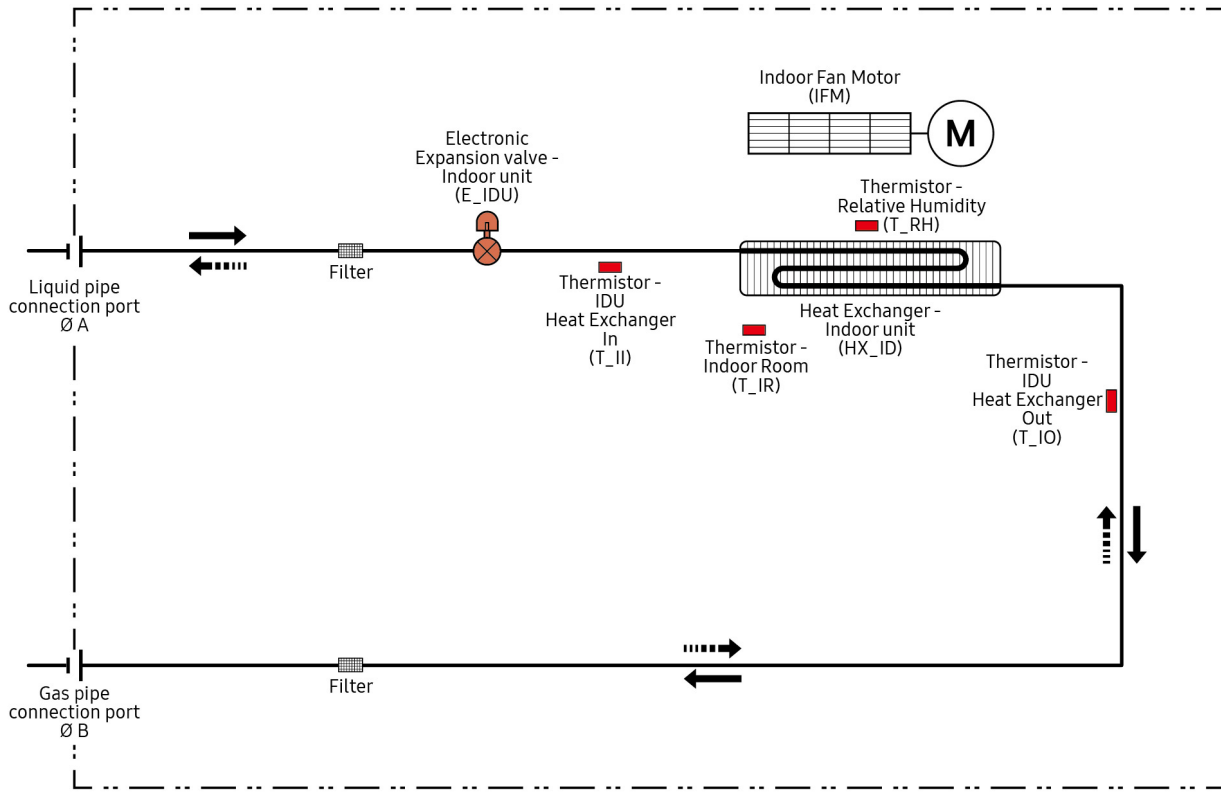 Indoor Fan Motor
(IFM)
M
Electronic
Expansion valve -
Indoor unit
(E_IDU)
Thermistor -
Relative Humidity
(T_RH)
Filter
Liquid pipe
connection port
Ø A
Thermistor -
IDU
Heat Exchanger
In
(T_II)
Heat Exchanger -
Indoor unit
(HX_ID)
Thermistor -
Indoor Room
(T_IR)
Thermistor -
IDU
Heat Exchanger
Out
(T_IO)
Filter
Gas pipe
connection port
Ø B